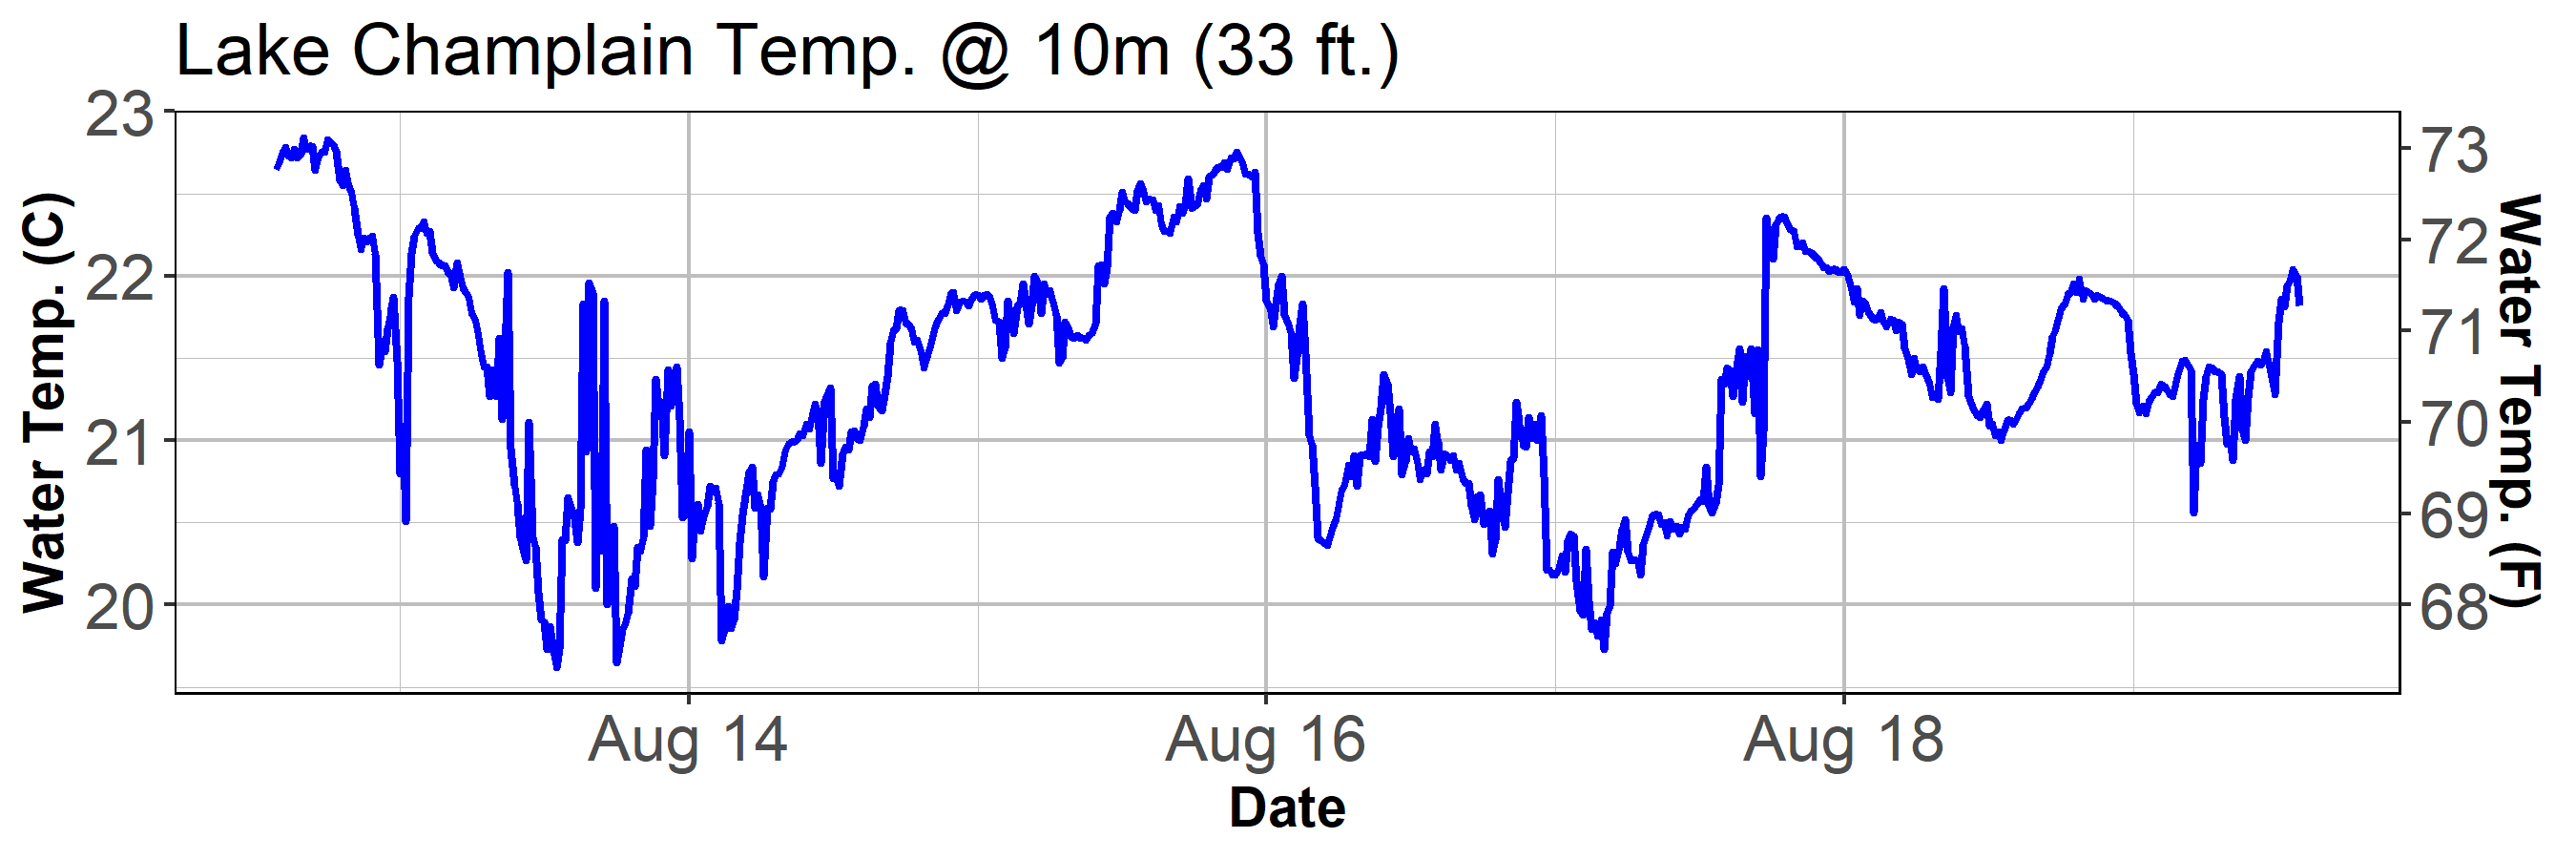 Lake Champlain Temp. @ 10m (33 ft.)
Water Temp. (C)
23
22
21
20
73
72
71
70
69
68
Water Temp. (F)
Aug 14
Aug 16
Aug 18
Date